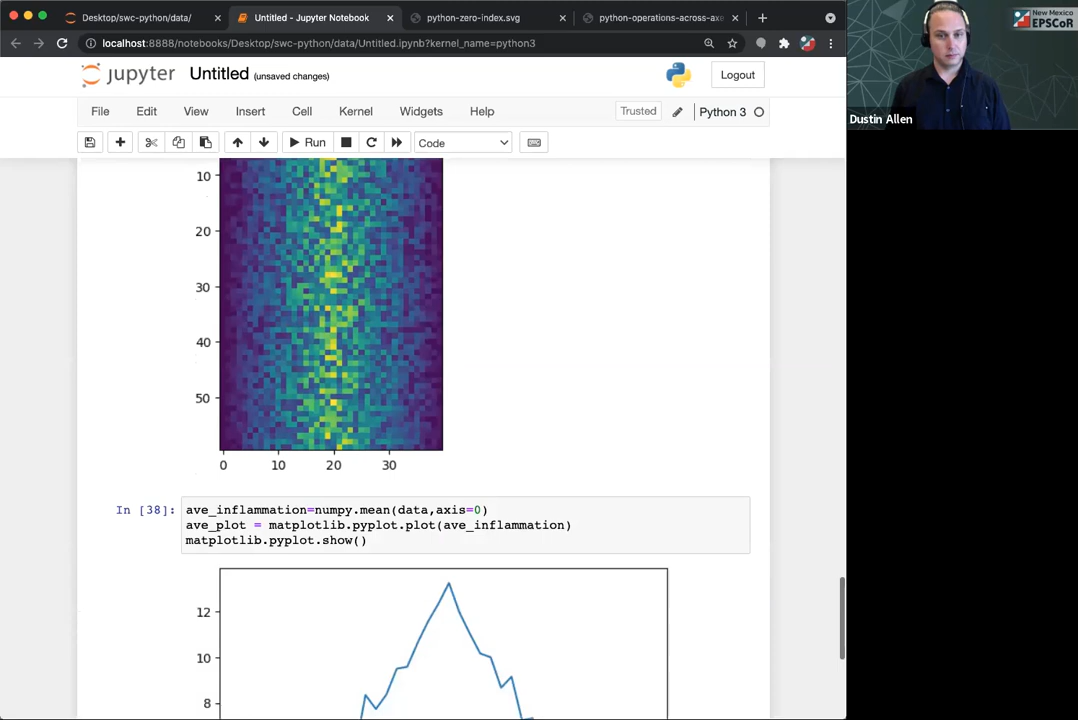 Desktop/swc-python/data/
Untitled - Jupyter Notebook
python-zero-index.svg
python-operations-across-axe
localhost:8888/notebooks/Desktop/swc-python/data/Untitled.ipynb?kernel_name=python3
jupyter Untitled (unsaved changes)
Logout
File Edit View Insert Cell Kernel Widgets Help
Trusted
Python 3
Run
Code
10
20
30
40
50
0 10 20 30
In [38]:
ave_inflammation=numpy.mean(data,axis=0)
ave_plot = matplotlib.pyplot.plot(ave_inflammation)
matplotlib.pyplot.show()
12
10
8
New Mexico
EPSCoR
Dustin Allen